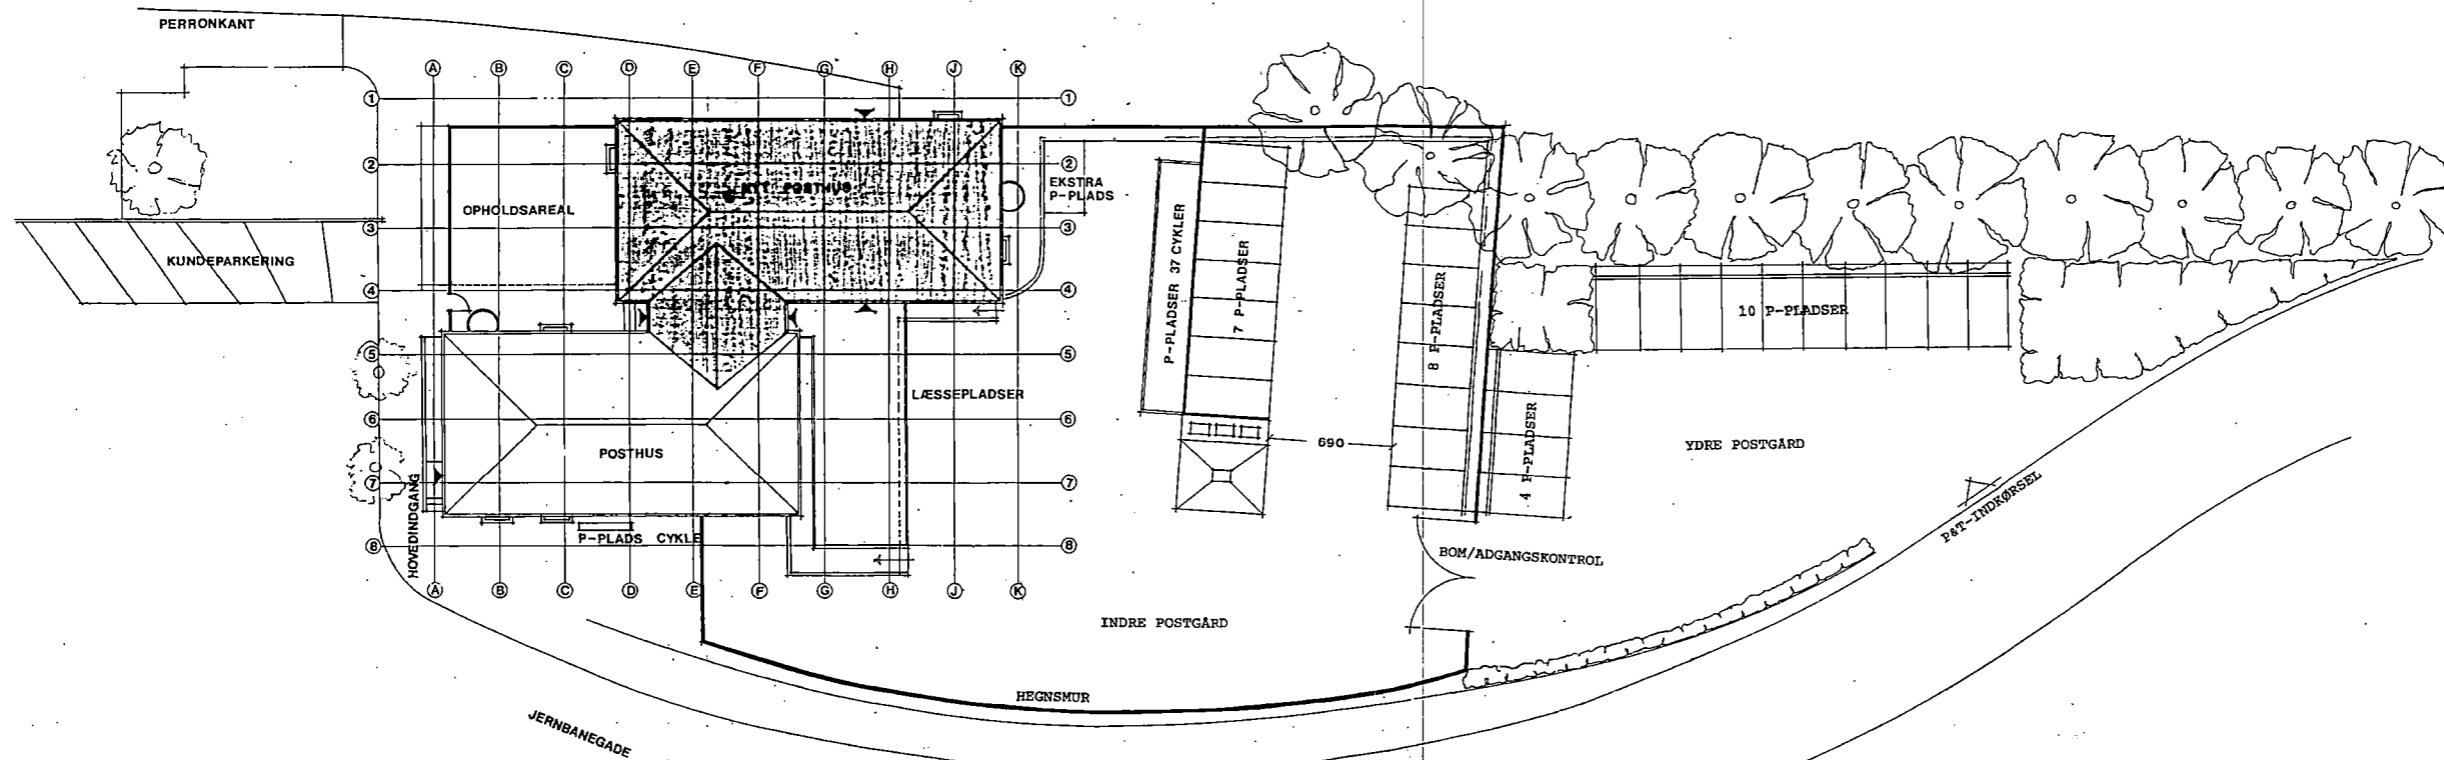 PERRONKANT
A B C D E F G H J K
1 1
2 2
EKSTRA
P-PLADS
NYT POSTHUS
OPHOLDSAREAL
3 3
KUNDEPARKERING
4 4
P-PLADSER 37 CYKLER
7 P-PLADSER
8 P-PLADSER
10 P-PLADSER
5 5
LÆSSEPLADSER
6 6
4 P-PLADSER
690
YDRE POSTGÅRD
POSTHUS
7 7
HOVEDINDGANG
P-PLADS CYKLE
8 8
P&T-INDKØRSEL
BOM/ADGANGSKONTROL
A B C D E F G H J K
INDRE POSTGÅRD
HEGNSMUR
JERNBANEGADE